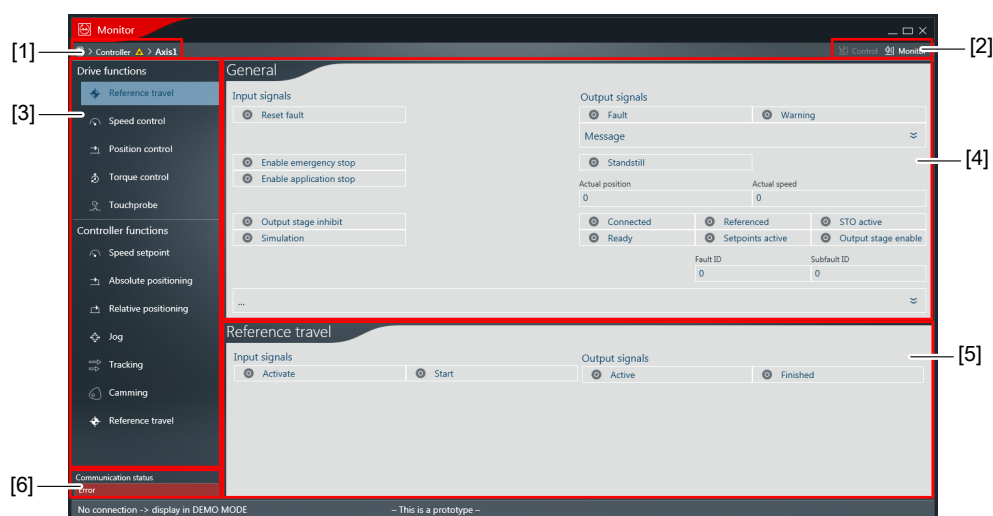 Monitor
[1]
> Controller > Axis1
Control Monitor
[2]
Drive functions
Reference travel
[3]
Speed control
Position control
Torque control
Touchprobe
Controller functions
Speed setpoint
Absolute positioning
Relative positioning
Jog
Tracking
Camming
Reference travel
[6]
Communication status
Error
General
Input signals
Reset fault
Enable emergency stop
Enable application stop
Output stage inhibit
Simulation
Output signals
Fault Warning
Message
[4]
Standstill
Actual position Actual speed
0 0
Connected Referenced STO active
Ready Setpoints active Output stage enable
Fault ID Subfault ID
0 0
...
Reference travel
[5]
Input signals
Activate Start
Output signals
Active Finished
No connection -> display in DEMO MODE – This is a prototype –